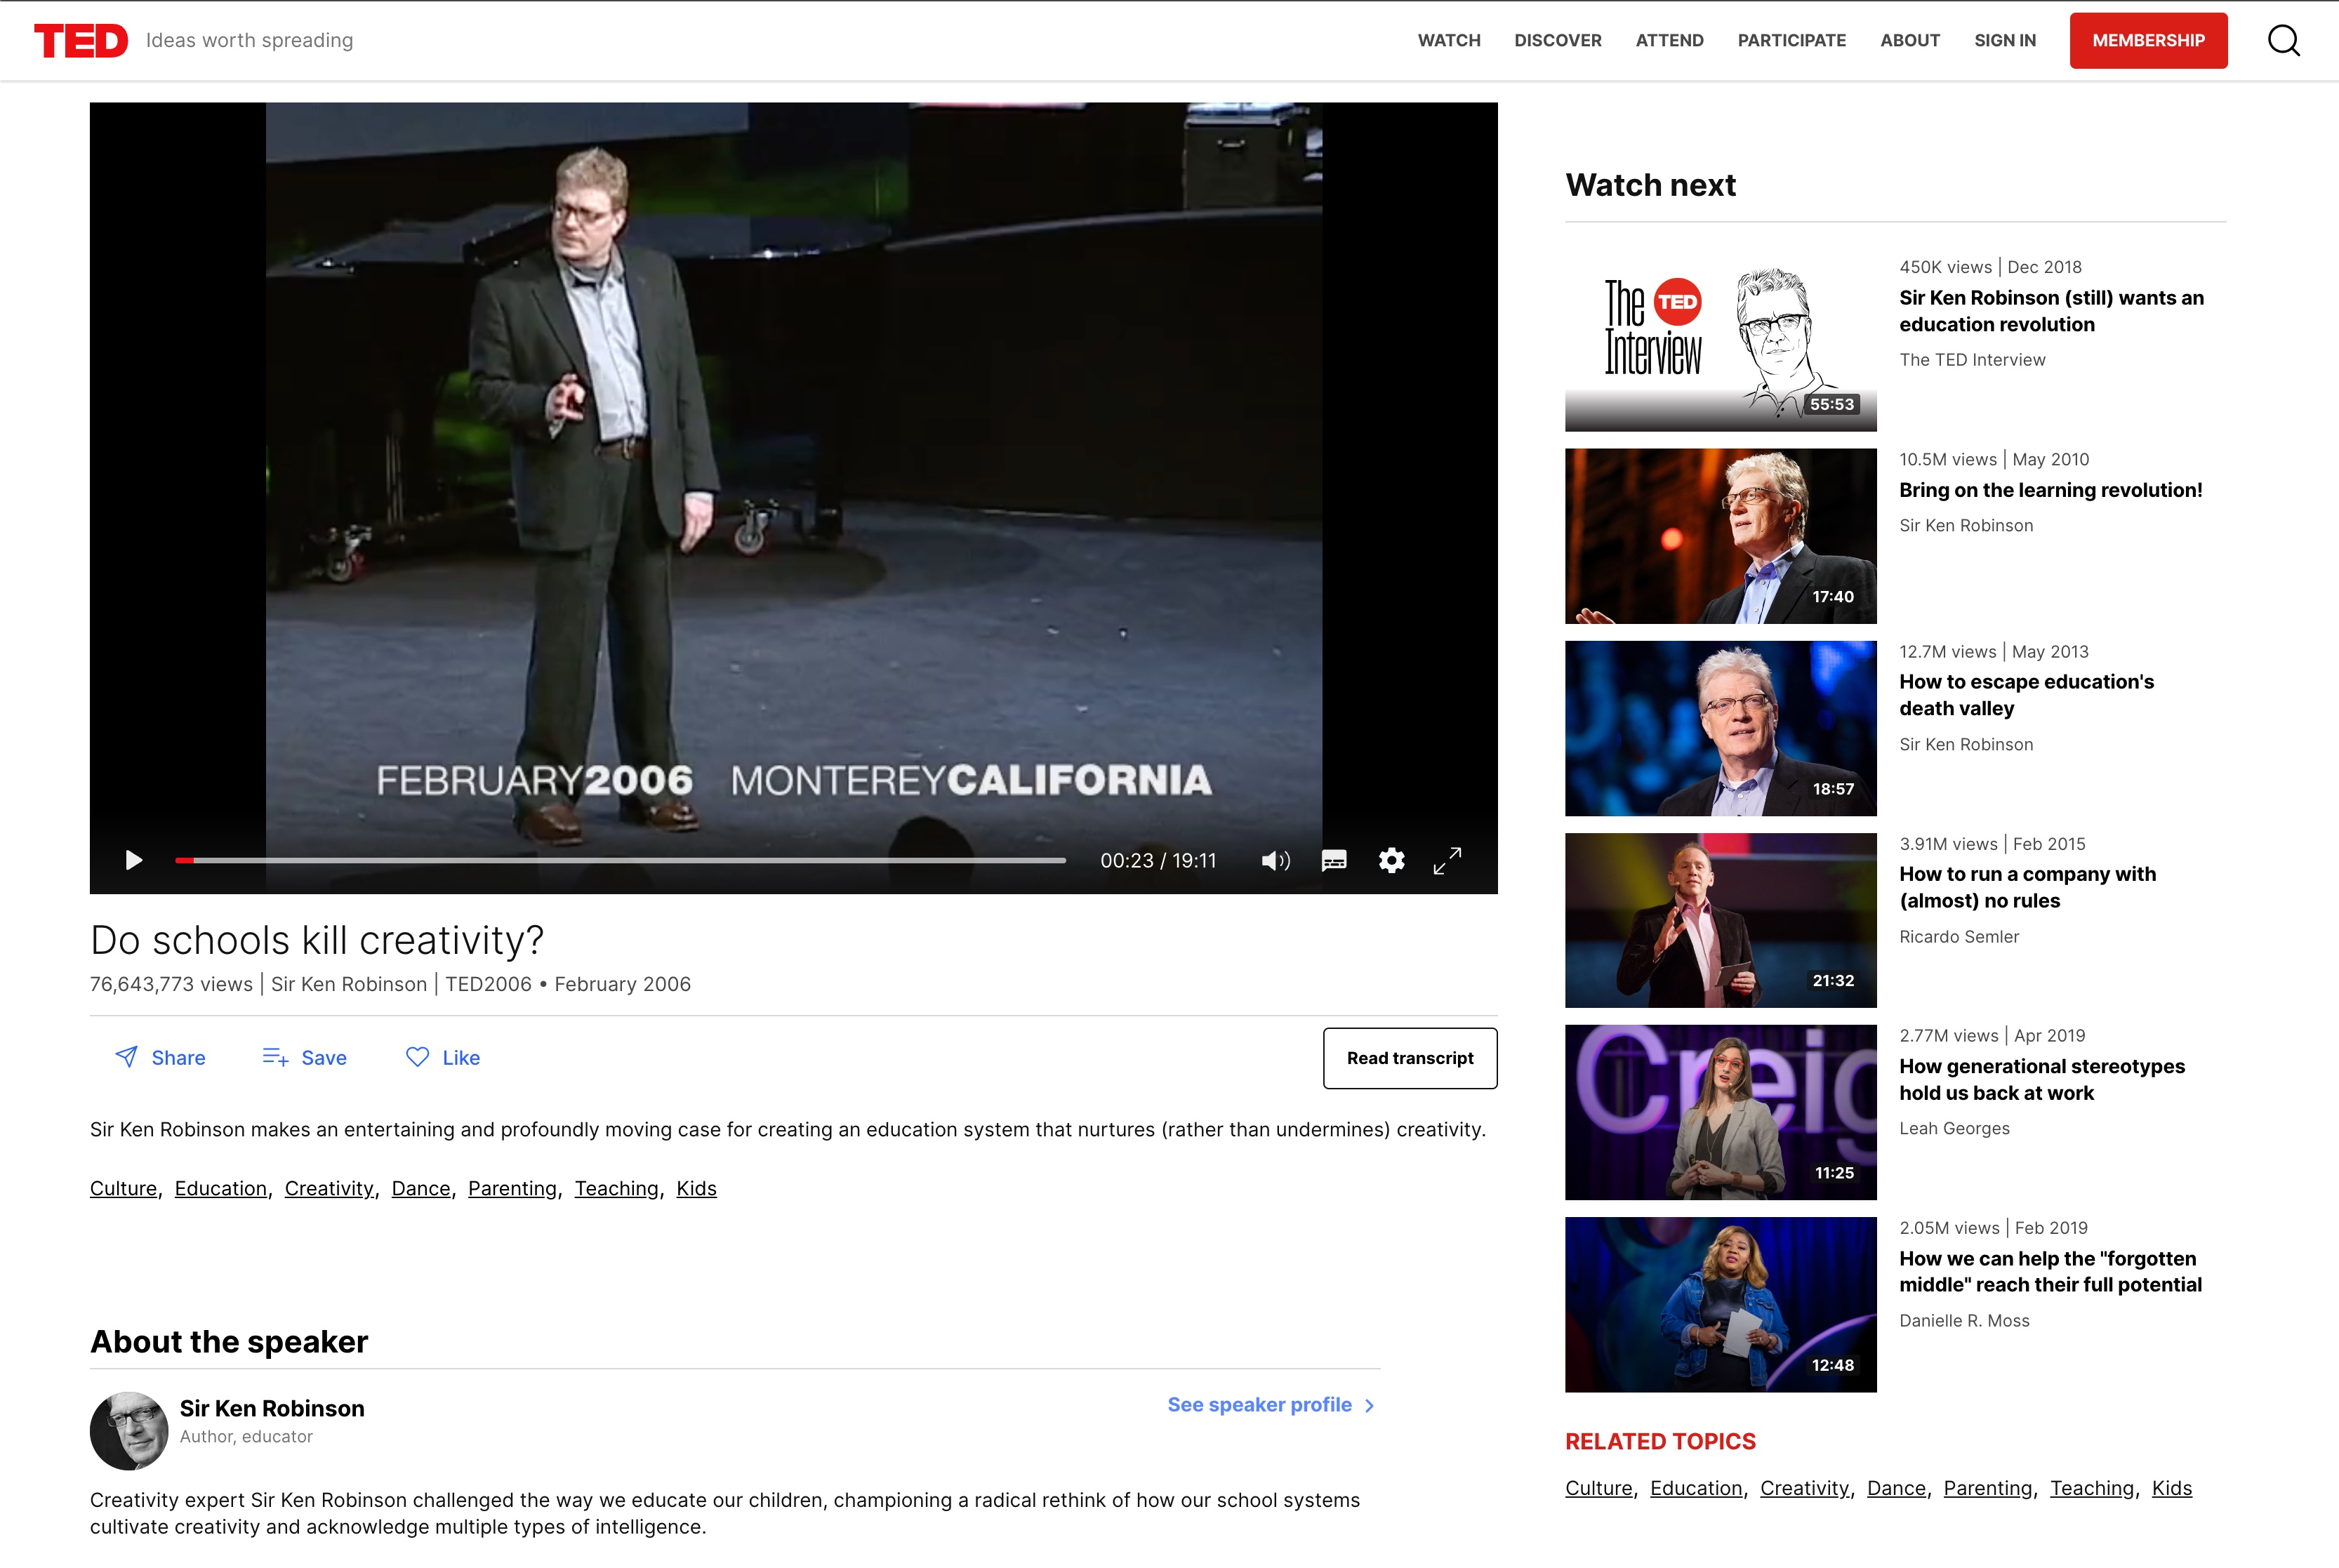 TED Ideas worth spreading
WATCH DISCOVER ATTEND PARTICIPATE ABOUT SIGN IN MEMBERSHIP
FEBRUARY2006 MONTEREYCALIFORNIA
00:23 / 19:11
Do schools kill creativity?
76,643,773 views | Sir Ken Robinson | TED2006 • February 2006
Share Save Like Read transcript
Sir Ken Robinson makes an entertaining and profoundly moving case for creating an education system that nurtures (rather than undermines) creativity.
Culture, Education, Creativity, Dance, Parenting, Teaching, Kids
About the speaker
Sir Ken Robinson
Author, educator
See speaker profile
Creativity expert Sir Ken Robinson challenged the way we educate our children, championing a radical rethink of how our school systems
cultivate creativity and acknowledge multiple types of intelligence.
Watch next
The TED
Interview
55:53
450K views | Dec 2018
Sir Ken Robinson (still) wants an
education revolution
The TED Interview
17:40
10.5M views | May 2010
Bring on the learning revolution!
Sir Ken Robinson
18:57
12.7M views | May 2013
How to escape education's
death valley
Sir Ken Robinson
21:32
3.91M views | Feb 2015
How to run a company with
(almost) no rules
Ricardo Semler
Creig
11:25
2.77M views | Apr 2019
How generational stereotypes
hold us back at work
Leah Georges
12:48
2.05M views | Feb 2019
How we can help the "forgotten
middle" reach their full potential
Danielle R. Moss
RELATED TOPICS
Culture, Education, Creativity, Dance, Parenting, Teaching, Kids